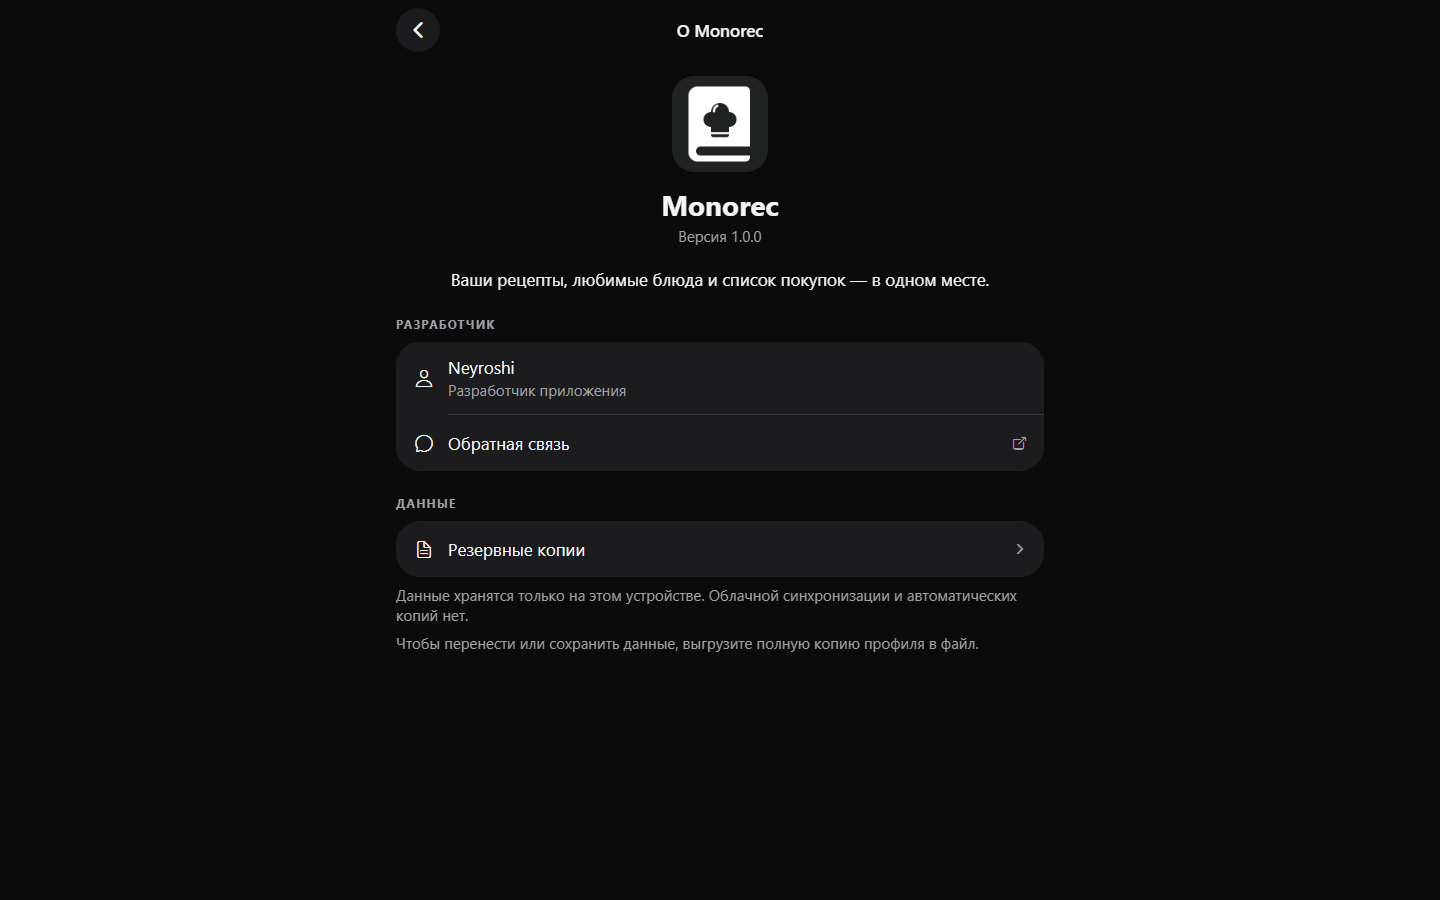 О Monorec
Monorec
Версия 1.0.0
Ваши рецепты, любимые блюда и список покупок — в одном месте.
РАЗРАБОТЧИК
Neyroshi
Разработчик приложения
Обратная связь
ДАННЫЕ
Резервные копии
Данные хранятся только на этом устройстве. Облачной синхронизации и автоматических
копий нет.
Чтобы перенести или сохранить данные, выгрузите полную копию профиля в файл.